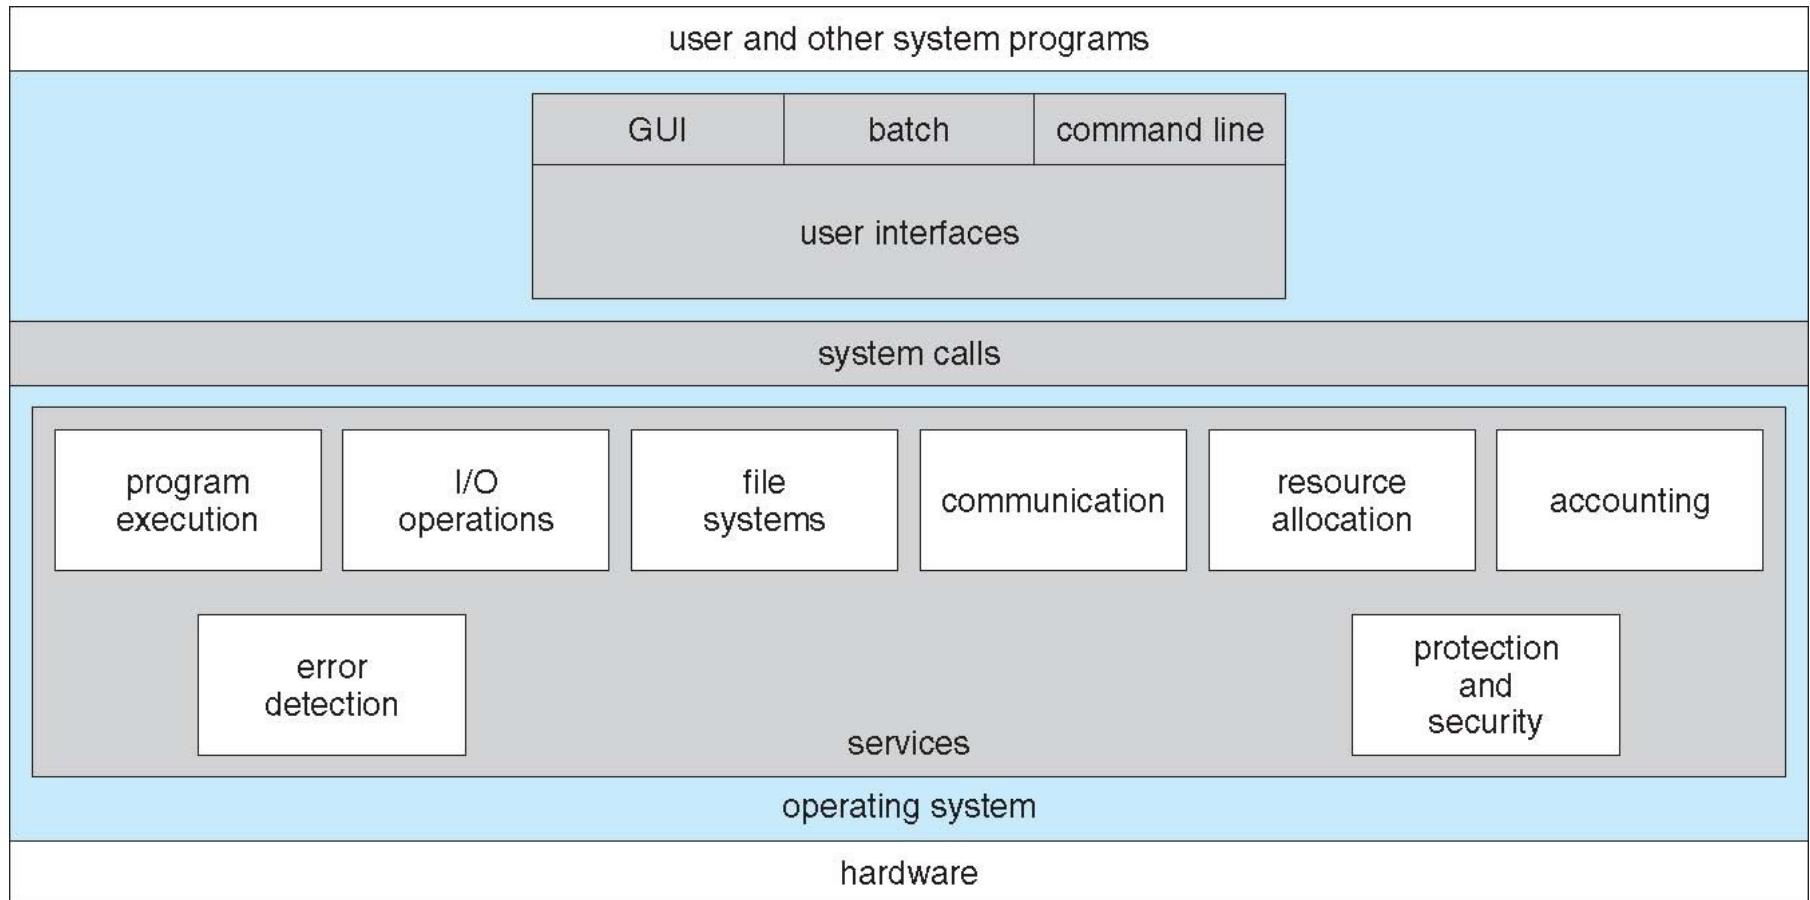 user and other system programs
GUI
batch
command line
user interfaces
system calls
program
execution
I/O
operations
file
systems
communication
resource
allocation
accounting
error
detection
protection
and
security
services
operating system
hardware